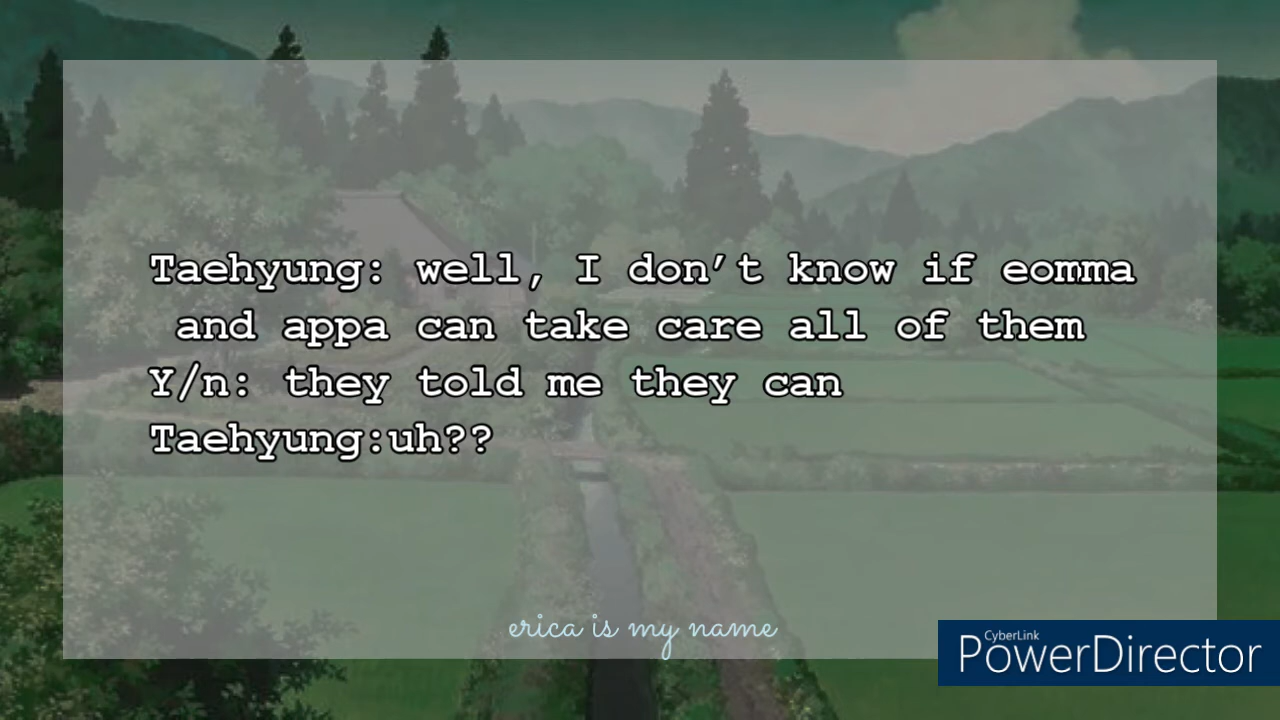 Taehyung: well, I don’t know if eomma
and appa can take care all of them
Y/n: they told me they can
Taehyung:uh??
erica is my name
CyberLink
PowerDirector